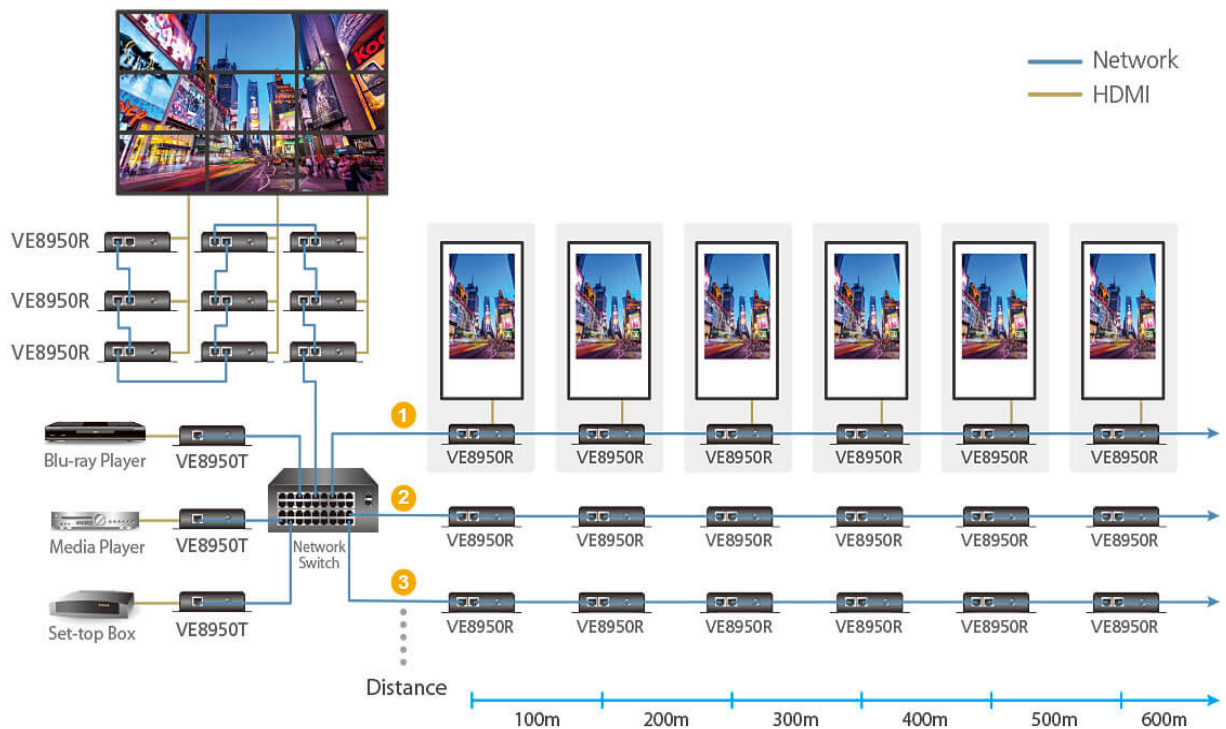 Network
HDMI
KOD
VE8950R
VE8950R
VE8950R
1
VE8950R VE8950R VE8950R VE8950R VE8950R VE8950R
Blu-ray Player VE8950T
2
Media Player VE8950T
Network
Switch
VE8950R VE8950R VE8950R VE8950R VE8950R VE8950R
3
Set-top Box VE8950T
VE8950R VE8950R VE8950R VE8950R VE8950R VE8950R
Distance
100m 200m 300m 400m 500m 600m